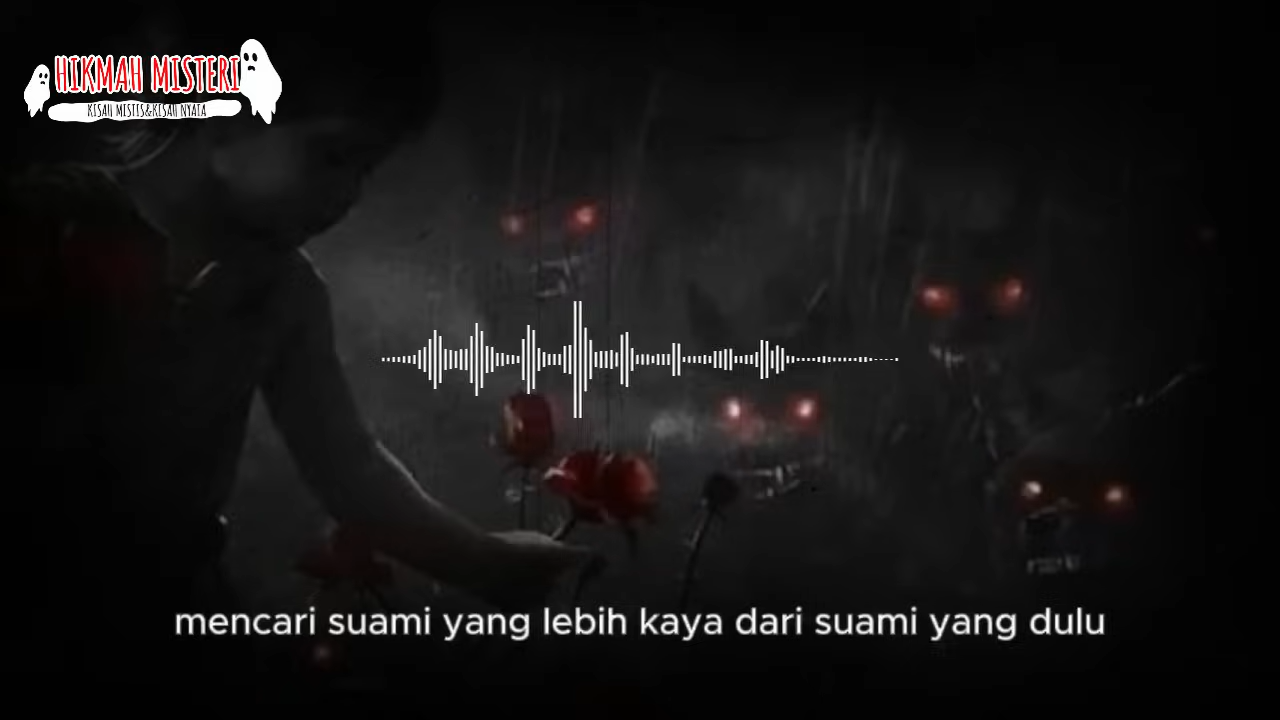 HIKMAH MISTERI
KISAH MISTIS&KISAH NYATA
mencari suami yang lebih kaya dari suami yang dulu